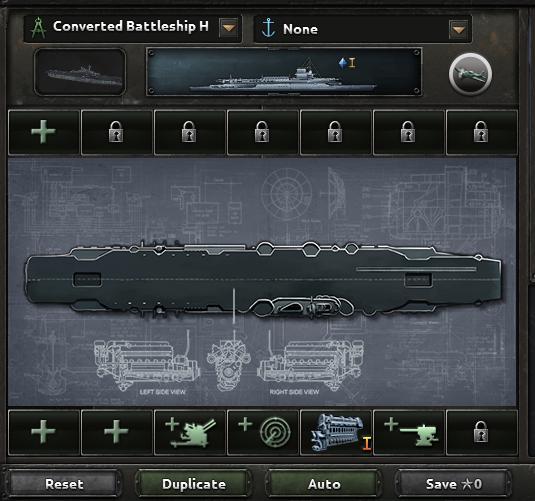 Converted Battleship H
None
I
LEFT SIDE VIEW
RIGHT SIDE VIEW
I
Reset
Duplicate
Auto
Save ☆0